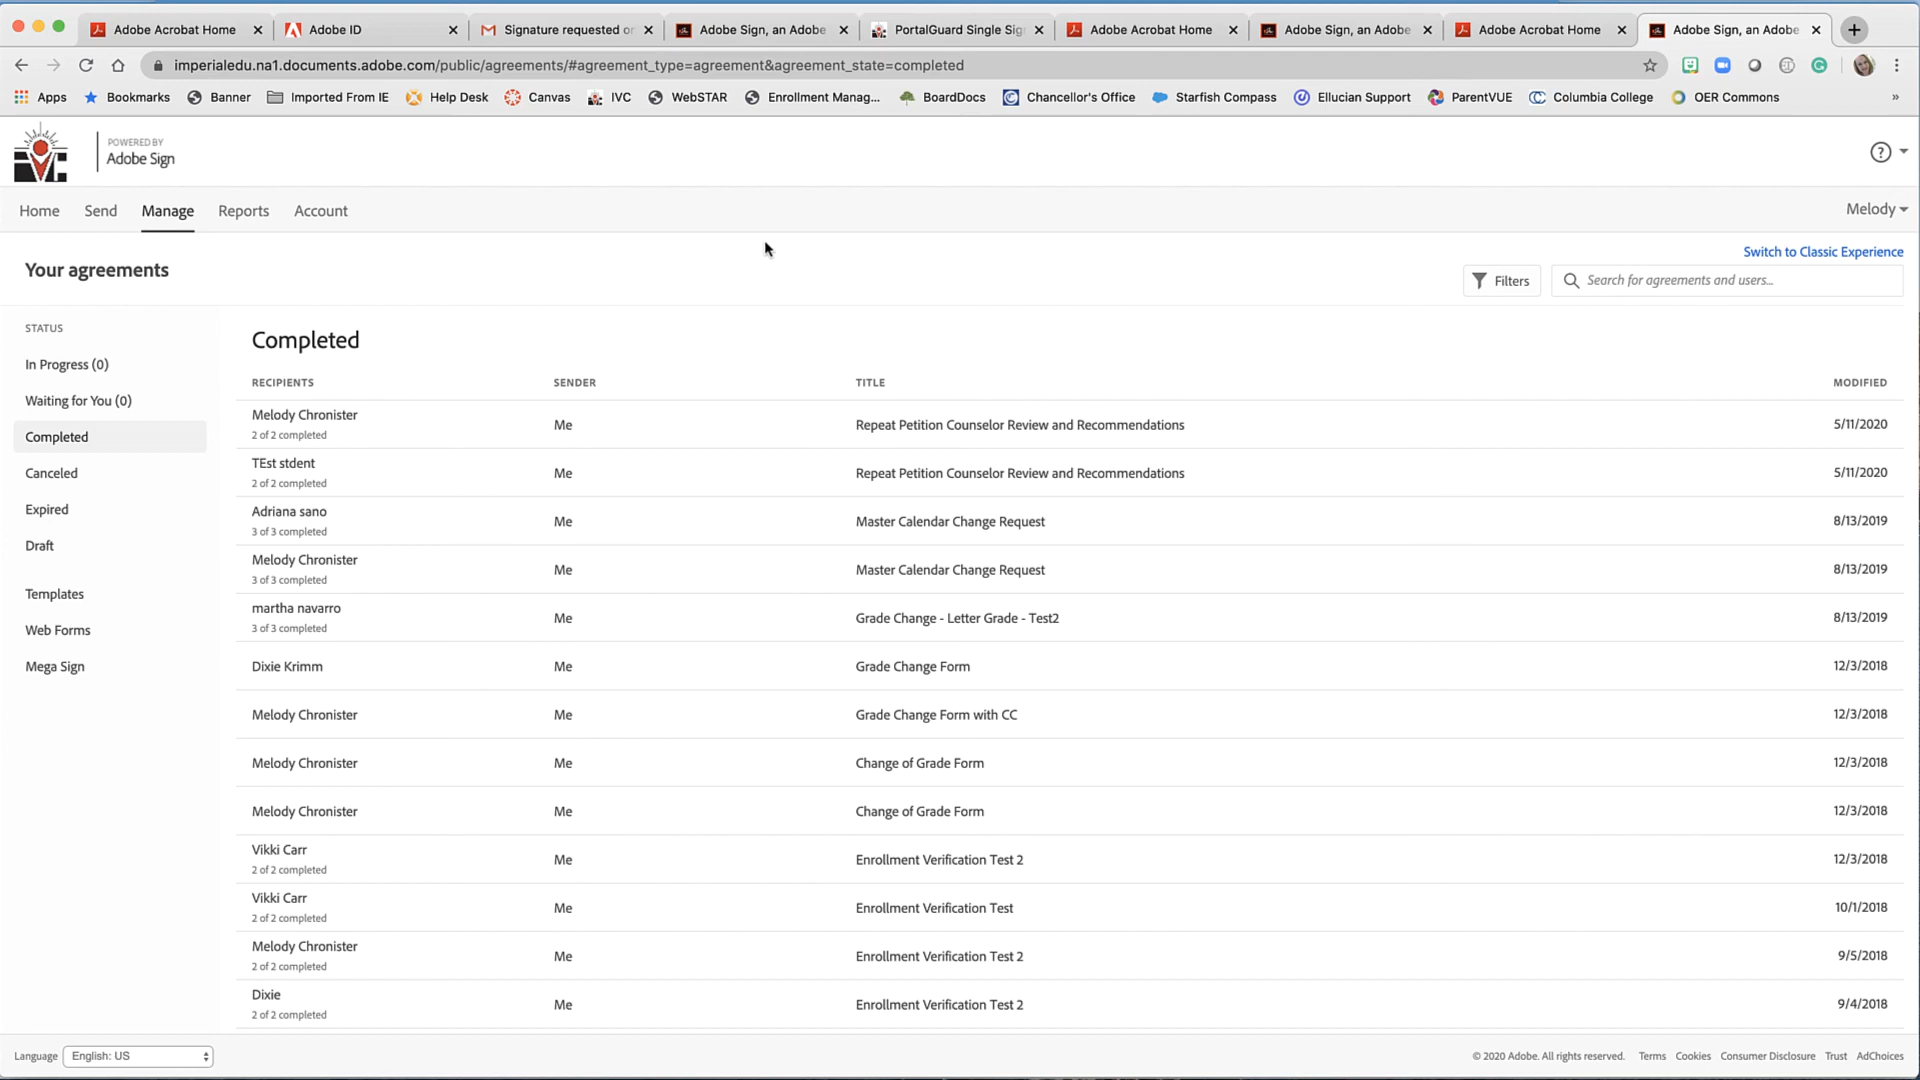 Adobe Acrobat Home
Adobe ID
Signature requested or
Adobe Sign, an Adobe
PortalGuard Single Sig
Adobe Acrobat Home
Adobe Sign, an Adobe
Adobe Acrobat Home
Adobe Sign, an Adobe
imperialedu.na1.documents.adobe.com/public/agreements/#agreement_type=agreement&agreement_state=completed
Apps
Bookmarks
Banner
Imported From IE
Help Desk
Canvas
IVC
WebSTAR
Enrollment Manag...
BoardDocs
Chancellor's Office
Starfish Compass
Ellucian Support
ParentVUE
Columbia College
OER Commons
»
IVC
POWERED BY
Adobe Sign
Home
Send
Manage
Reports
Account
Melody
Switch to Classic Experience
Your agreements
Filters
Search for agreements and users...
STATUS
In Progress (0)
Waiting for You (0)
Completed
Canceled
Expired
Draft
Templates
Web Forms
Mega Sign
Completed
RECIPIENTS SENDER TITLE MODIFIED
Melody Chronister
2 of 2 completed
Me
Repeat Petition Counselor Review and Recommendations
5/11/2020
TEst stdent
2 of 2 completed
Me
Repeat Petition Counselor Review and Recommendations
5/11/2020
Adriana sano
3 of 3 completed
Me
Master Calendar Change Request
8/13/2019
Melody Chronister
3 of 3 completed
Me
Master Calendar Change Request
8/13/2019
martha navarro
3 of 3 completed
Me
Grade Change - Letter Grade - Test2
8/13/2019
Dixie Krimm
Me
Grade Change Form
12/3/2018
Melody Chronister
Me
Grade Change Form with CC
12/3/2018
Melody Chronister
Me
Change of Grade Form
12/3/2018
Melody Chronister
Me
Change of Grade Form
12/3/2018
Vikki Carr
2 of 2 completed
Me
Enrollment Verification Test 2
12/3/2018
Vikki Carr
2 of 2 completed
Me
Enrollment Verification Test
10/1/2018
Melody Chronister
2 of 2 completed
Me
Enrollment Verification Test 2
9/5/2018
Dixie
2 of 2 completed
Me
Enrollment Verification Test 2
9/4/2018
Language
English: US
© 2020 Adobe. All rights reserved.
Terms
Cookies
Consumer Disclosure
Trust
AdChoices